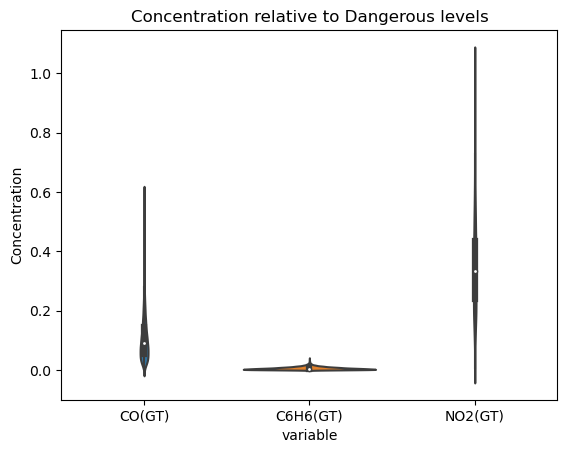 Concentration relative to Dangerous levels
1.0
0.8
0.6
0.4
0.2
0.0
Concentration
CO(GT) C6H6(GT) NO2(GT)
variable